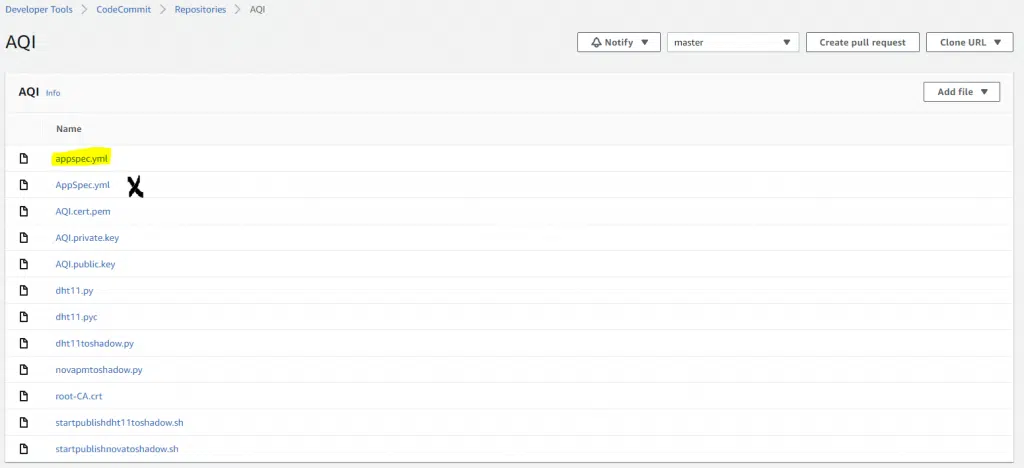 Developer Tools > CodeCommit > Repositories > AQI
AQI
Notify
master
Create pull request
Clone URL
AQI Info
Add file
Name
appspec.yml
AppSpec.yml X
AQI.cert.pem
AQI.private.key
AQI.public.key
dht11.py
dht11.pyc
dht11toshadow.py
novapmtoshadow.py
root-CA.crt
startpublishdht11toshadow.sh
startpublishnovatoshadow.sh